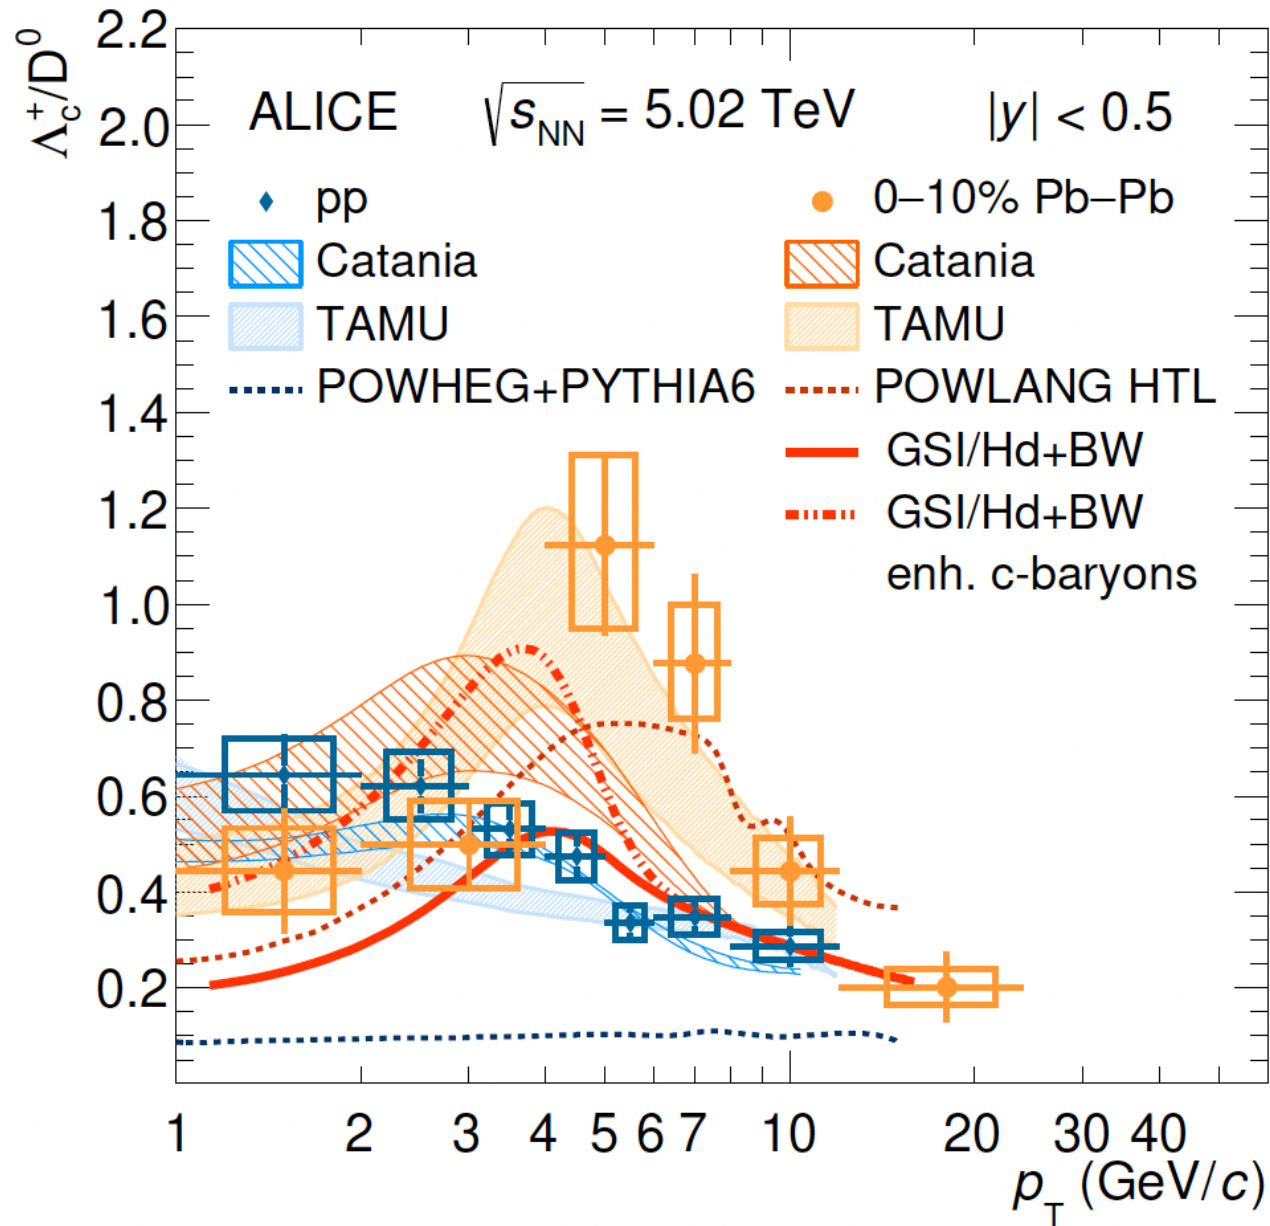 Λc+/D0
2.2
2.0
1.8
1.6
1.4
1.2
1.0
0.8
0.6
0.4
0.2
ALICE √sNN = 5.02 TeV |y| < 0.5
pp
Catania
TAMU
POWHEG+PYTHIA6
0–10% Pb–Pb
Catania
TAMU
POWLANG HTL
GSI/Hd+BW
GSI/Hd+BW
enh. c-baryons
1 2 3 4 5 6 7 10 20 30 40
pT (GeV/c)